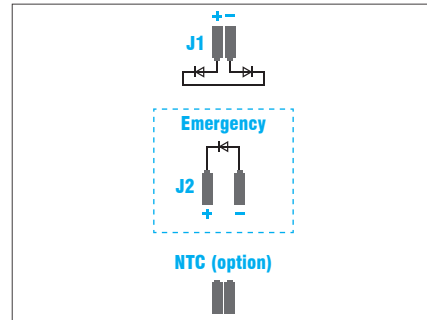 + −
J1
Emergency
J2
+ −
NTC (option)